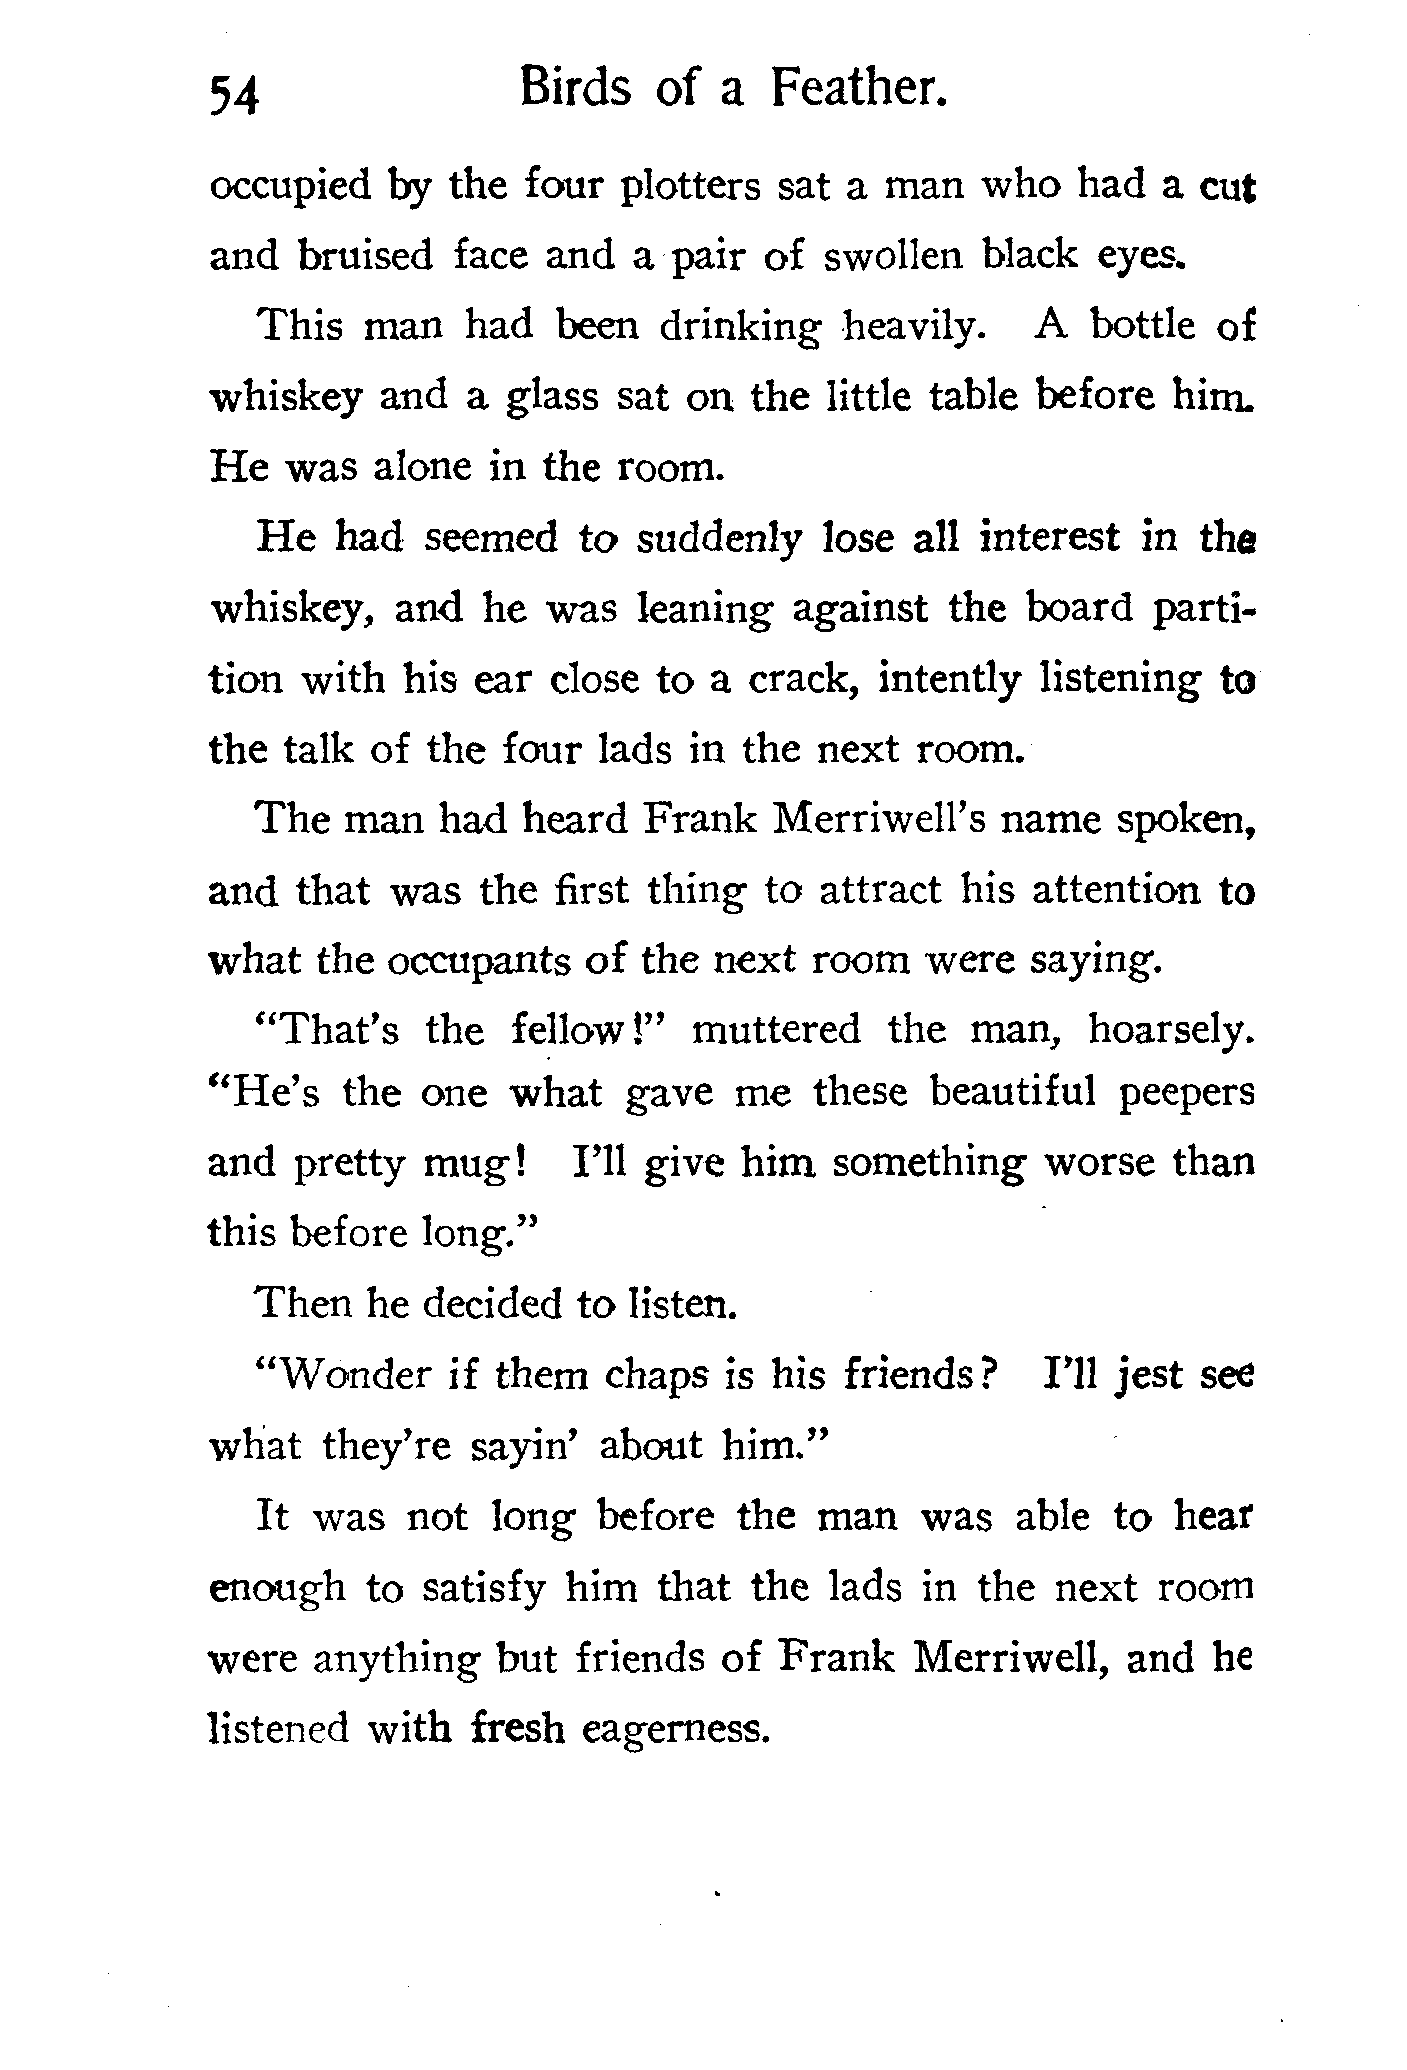 54 Birds of a Feather.
occupied by the four plotters sat a man who had a cut
and bruised face and a pair of swollen black eyes.
This man had been drinking heavily. A bottle of
whiskey and a glass sat on the little table before him.
He was alone in the room.
He had seemed to suddenly lose all interest in the
whiskey, and he was leaning against the board parti-
tion with his ear close to a crack, intently listening to
the talk of the four lads in the next room.
The man had heard Frank Merriwell's name spoken,
and that was the first thing to attract his attention to
what the occupants of the next room were saying.
"That's the fellow!" muttered the man, hoarsely.
"He's the one what gave me these beautiful peepers
and pretty mug! I'll give him something worse than
this before long."
Then he decided to listen.
"Wonder if them chaps is his friends? I'll jest see
what they're sayin' about him."
It was not long before the man was able to hear
enough to satisfy him that the lads in the next room
were anything but friends of Frank Merriwell, and he
listened with fresh eagerness.